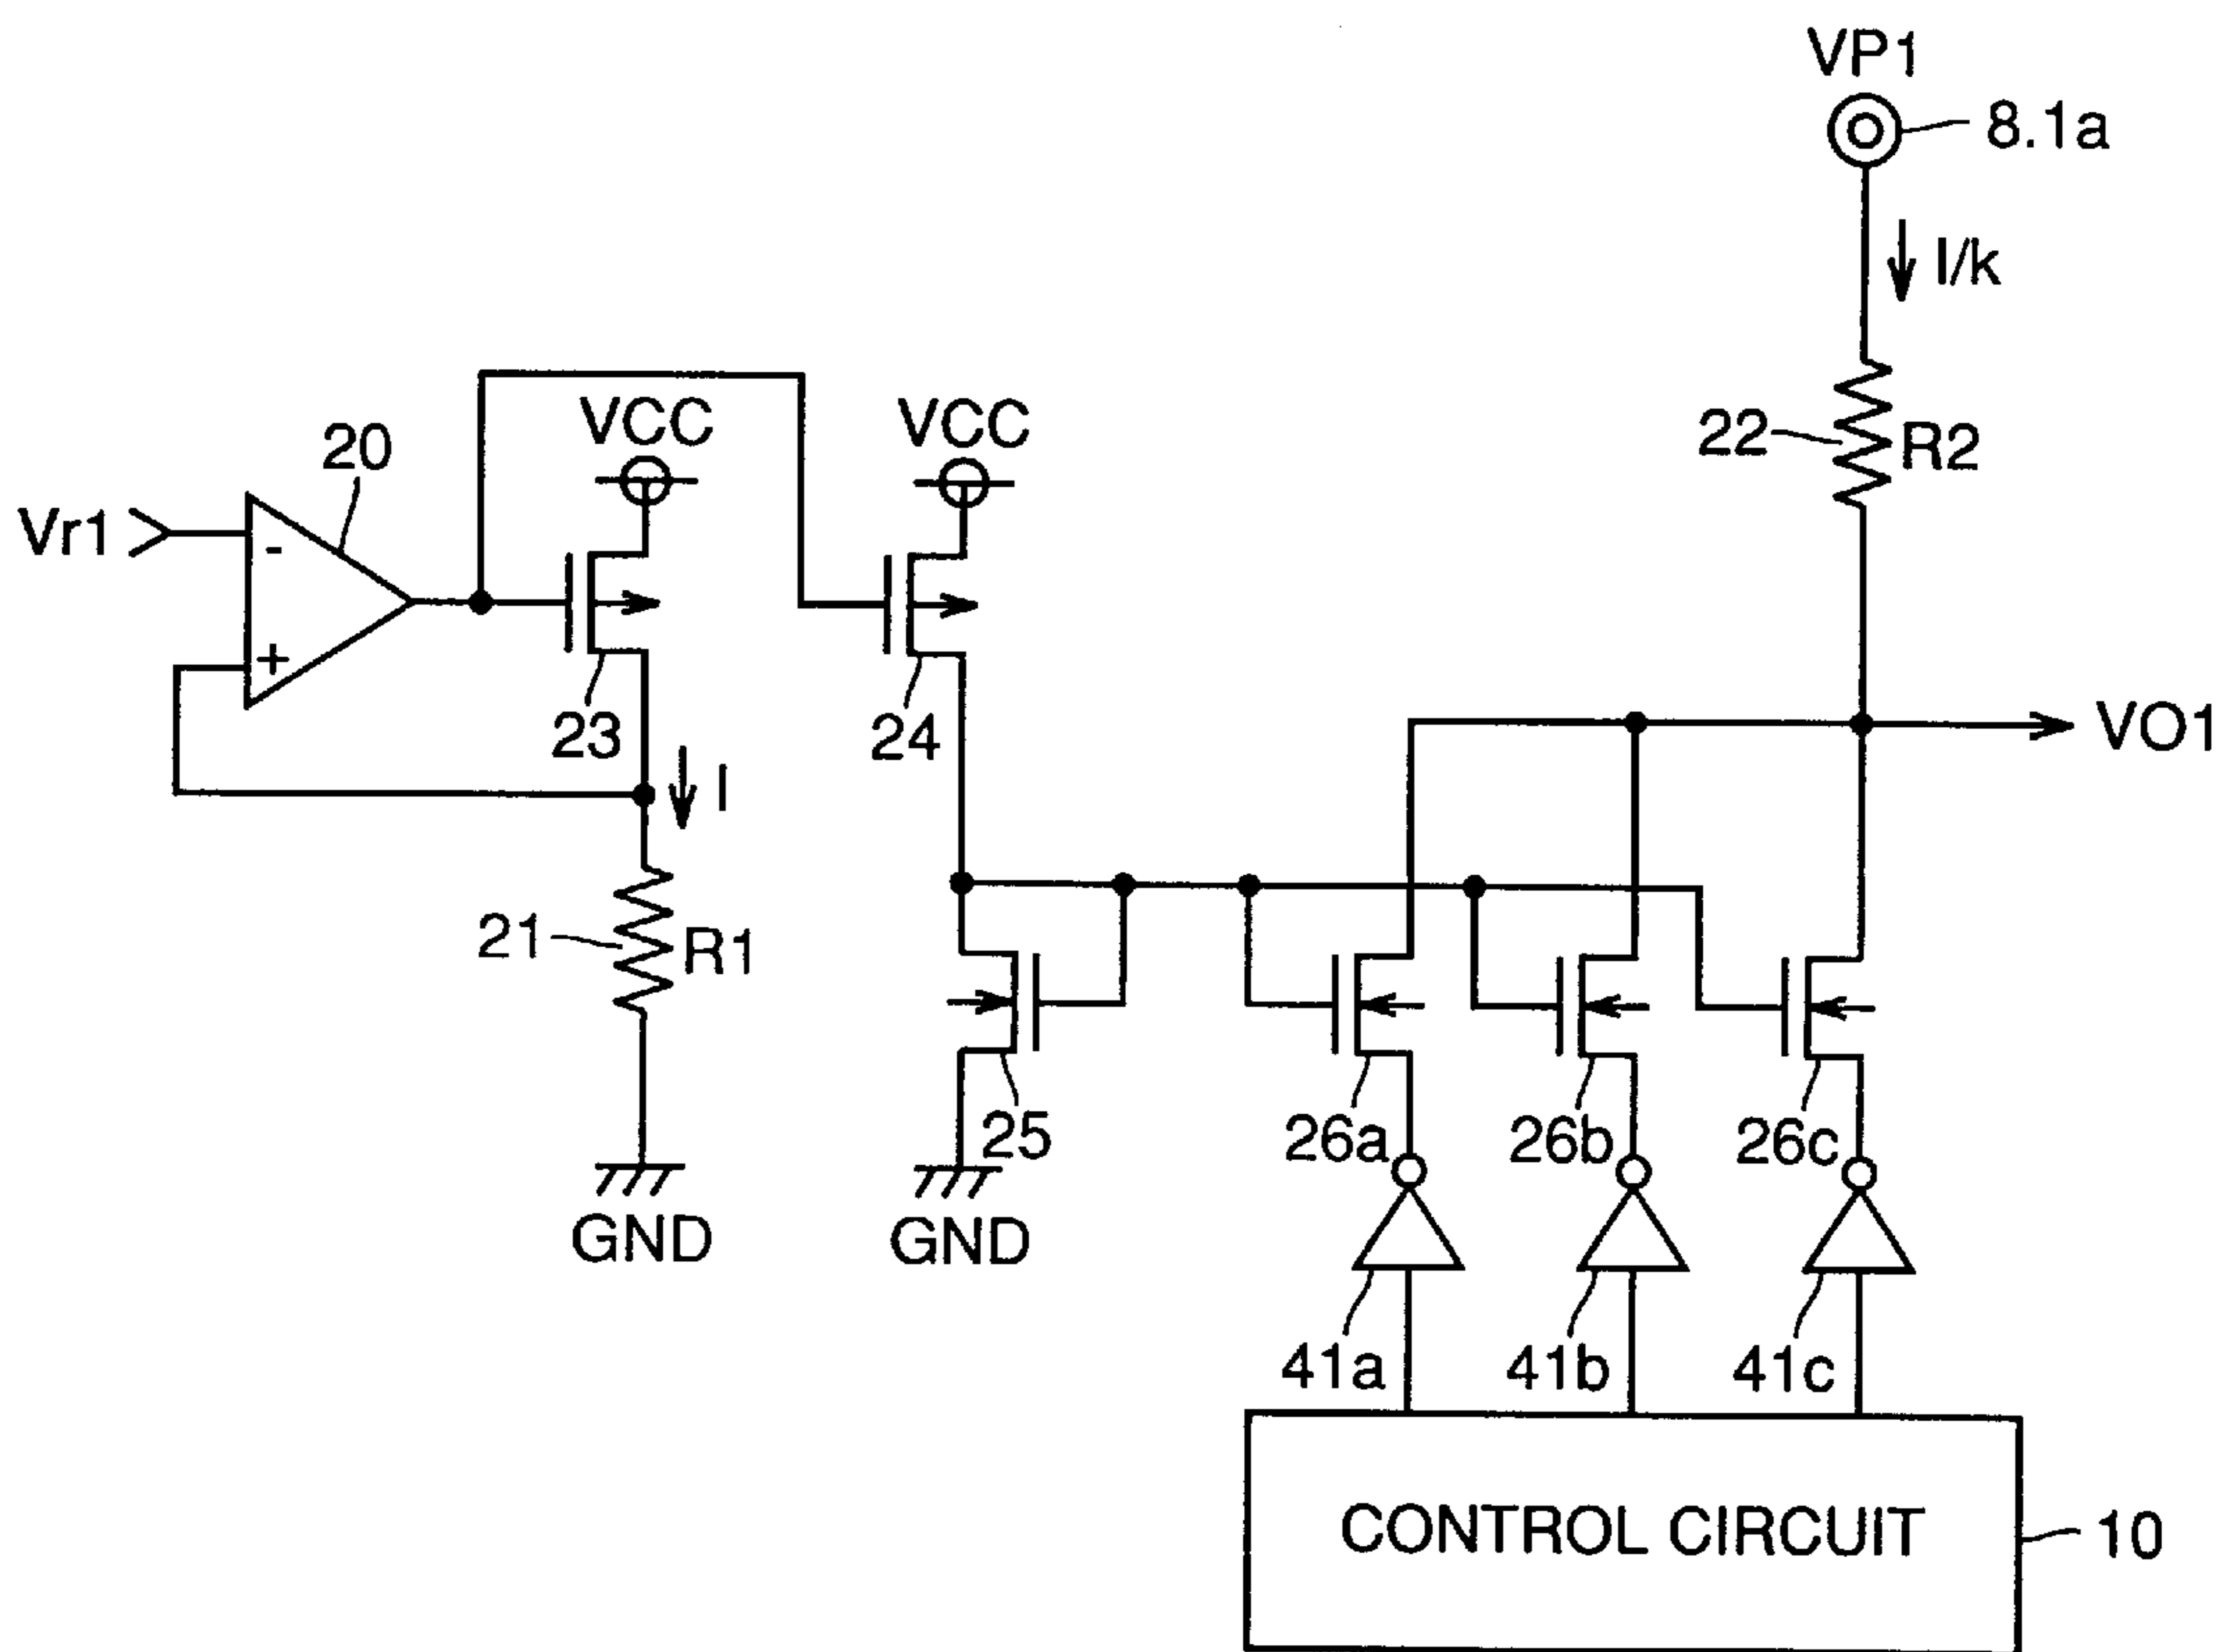 VP1
8.1a
I/k
VCC
VCC
20
22
R2
Vr1
-
+
23
24
VO1
I
21
R1
25
26a
26b
26c
GND
GND
41a
41b
41c
CONTROL CIRCUIT
10